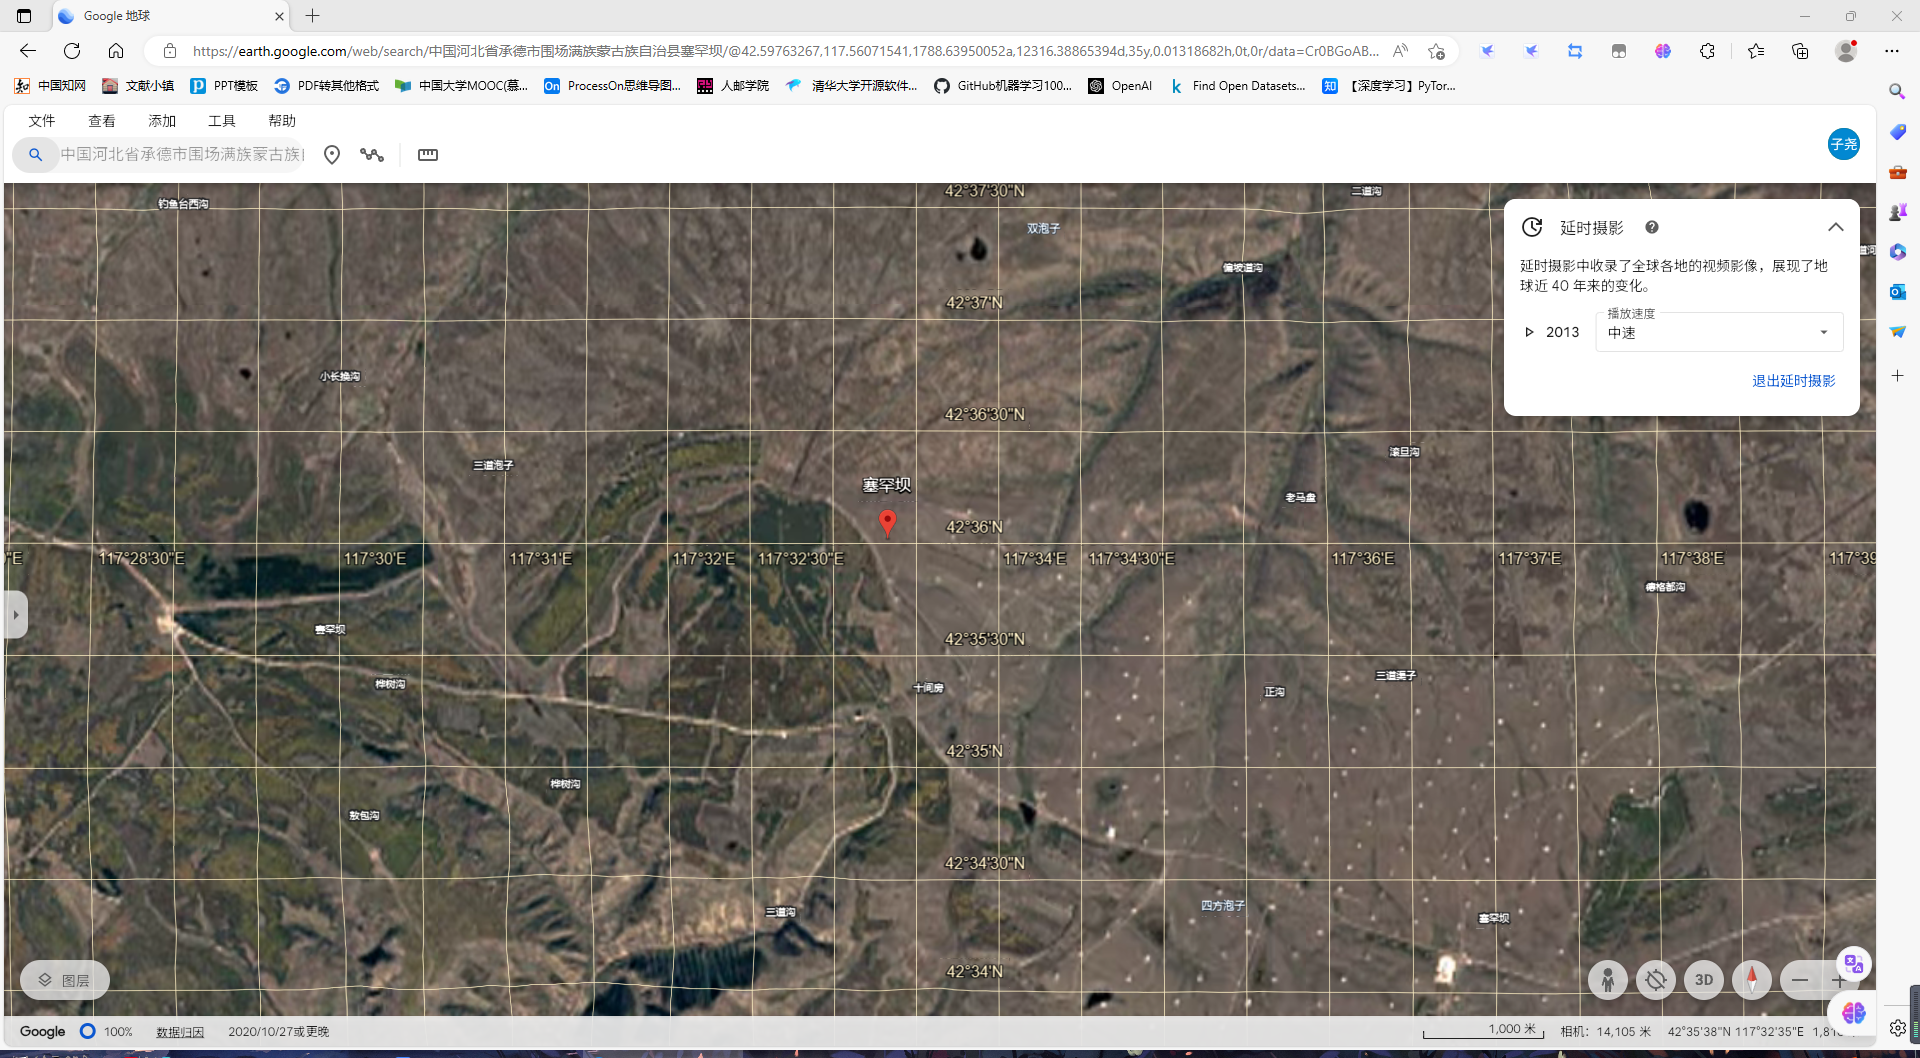 Google 地球
https://earth.google.com/web/search/中国河北省承德市围场满族蒙古族自治县塞罕坝/@42.59763267,117.56071541,1788.63950052a,12316.38865394d,35y,0.01318682h,0t,0r/data=Cr0BGoAB...
中国知网 文献小镇 PPT模板 PDF转其他格式 中国大学MOOC(慕... ProcessOn思维导图... 人邮学院 清华大学开源软件... GitHub机器学习100... OpenAI Find Open Datasets... 【深度学习】PyTor...
文件 查看 添加 工具 帮助
中国河北省承德市围场满族蒙古族
子尧
42°37'30"N
二道沟
钓鱼台西沟
双泡子
延时摄影
延时摄影中收录了全球各地的视频影像，展现了地
球近 40 年来的变化。
播放速度
2013 中速
退出延时摄影
偏坡道沟
42°37'N
小长换沟
42°36'30"N
三道泡子
滚旦沟
塞罕坝
老马盘
42°36'N
"E 117°28'30"E 117°30'E 117°31'E 117°32'E 117°32'30"E 117°34'E 117°34'30"E 117°36'E 117°37'E 117°38'E 117°39
德格都沟
塞罕坝
42°35'30"N
三道渠子
桦树沟
十间房
正沟
42°35'N
桦树沟
敖包沟
42°34'30"N
四方泡子
三道沟
塞罕坝
42°34'N
图层
3D
Google 100% 数据归因 2020/10/27或更晚
1,000 米 相机：14,105 米 42°35'38"N 117°32'35"E 1,81